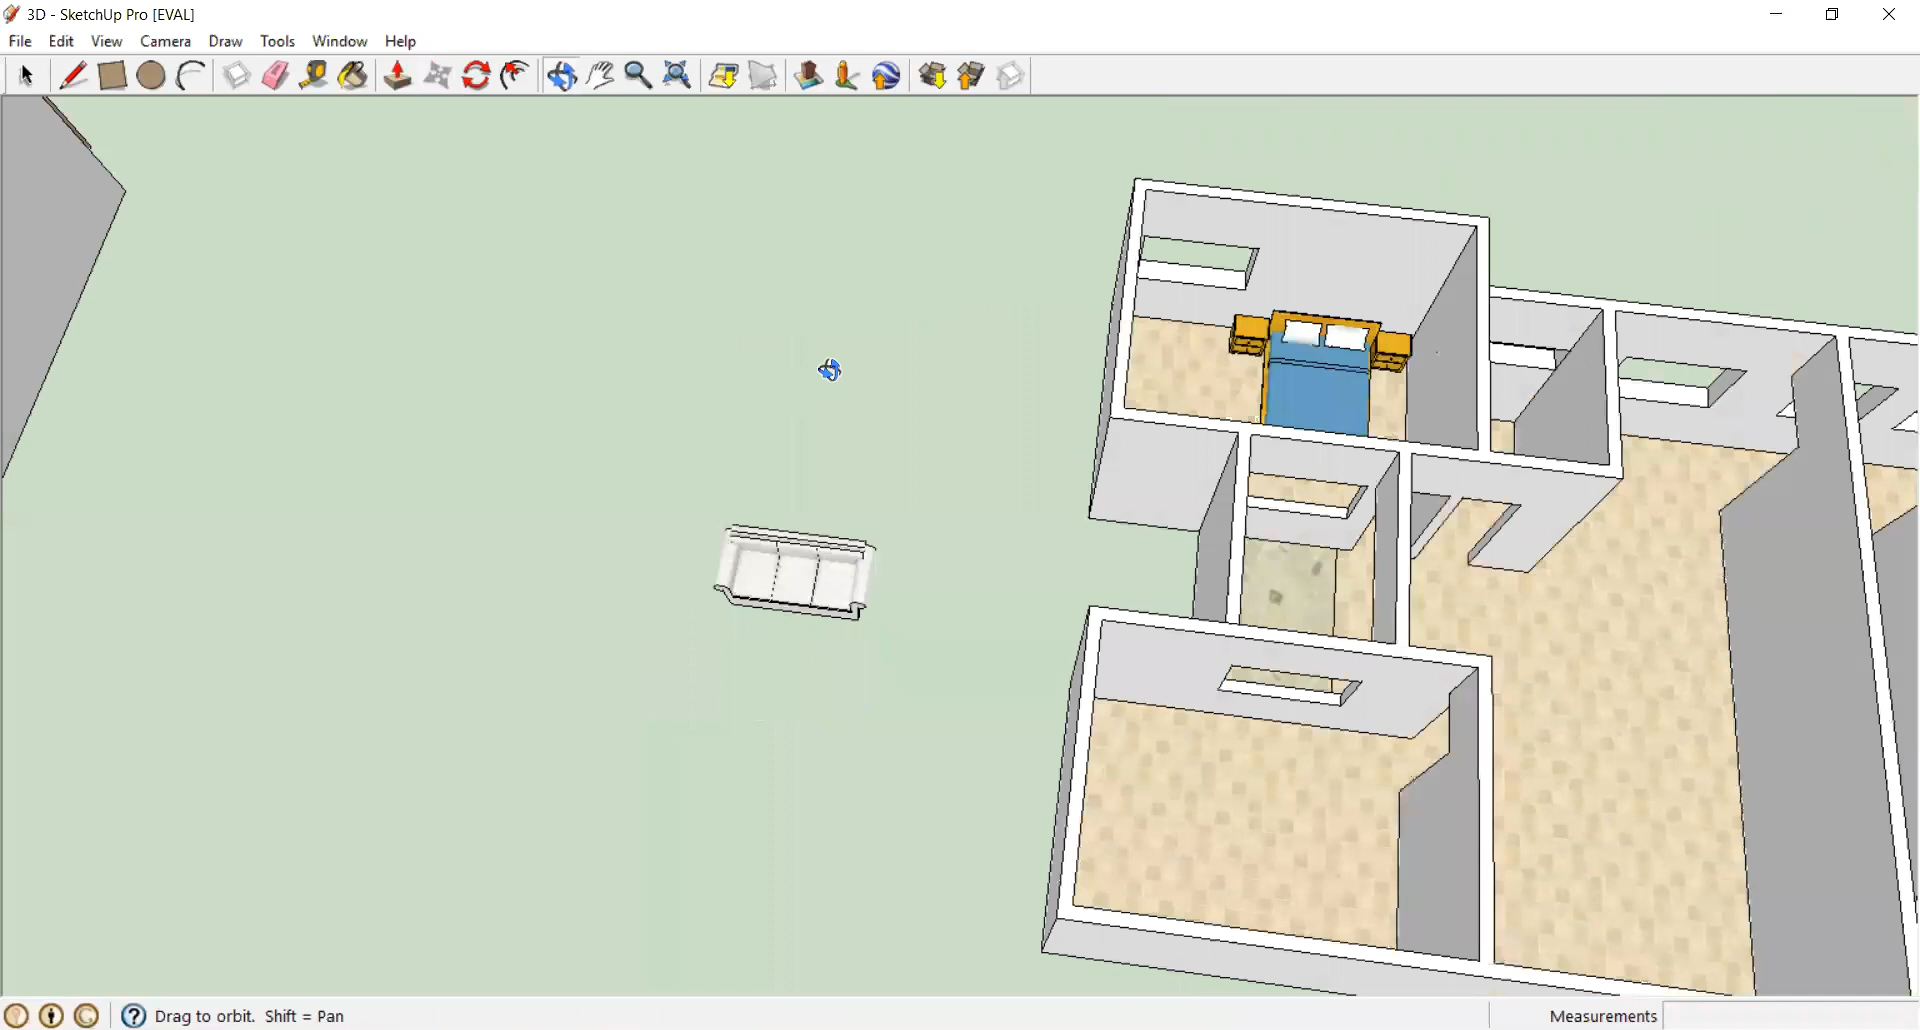 3D - SketchUp Pro [EVAL]
File Edit View Camera Draw Tools Window Help
Drag to orbit. Shift = Pan
Measurements